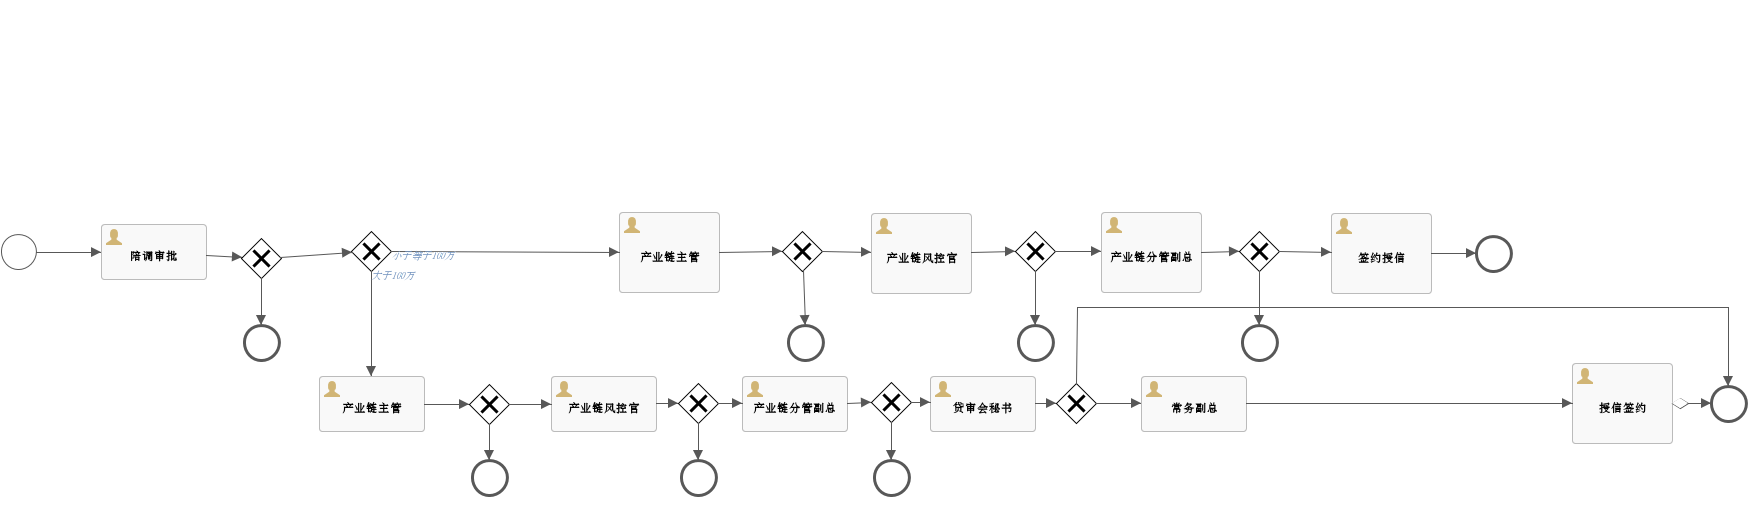 陪调审批
小于等于160万
大于160万
产业链主管
产业链风控官
产业链分管副总
签约授信
产业链主管
产业链风控官
产业链分管副总
贷审会秘书
常务副总
授信签约